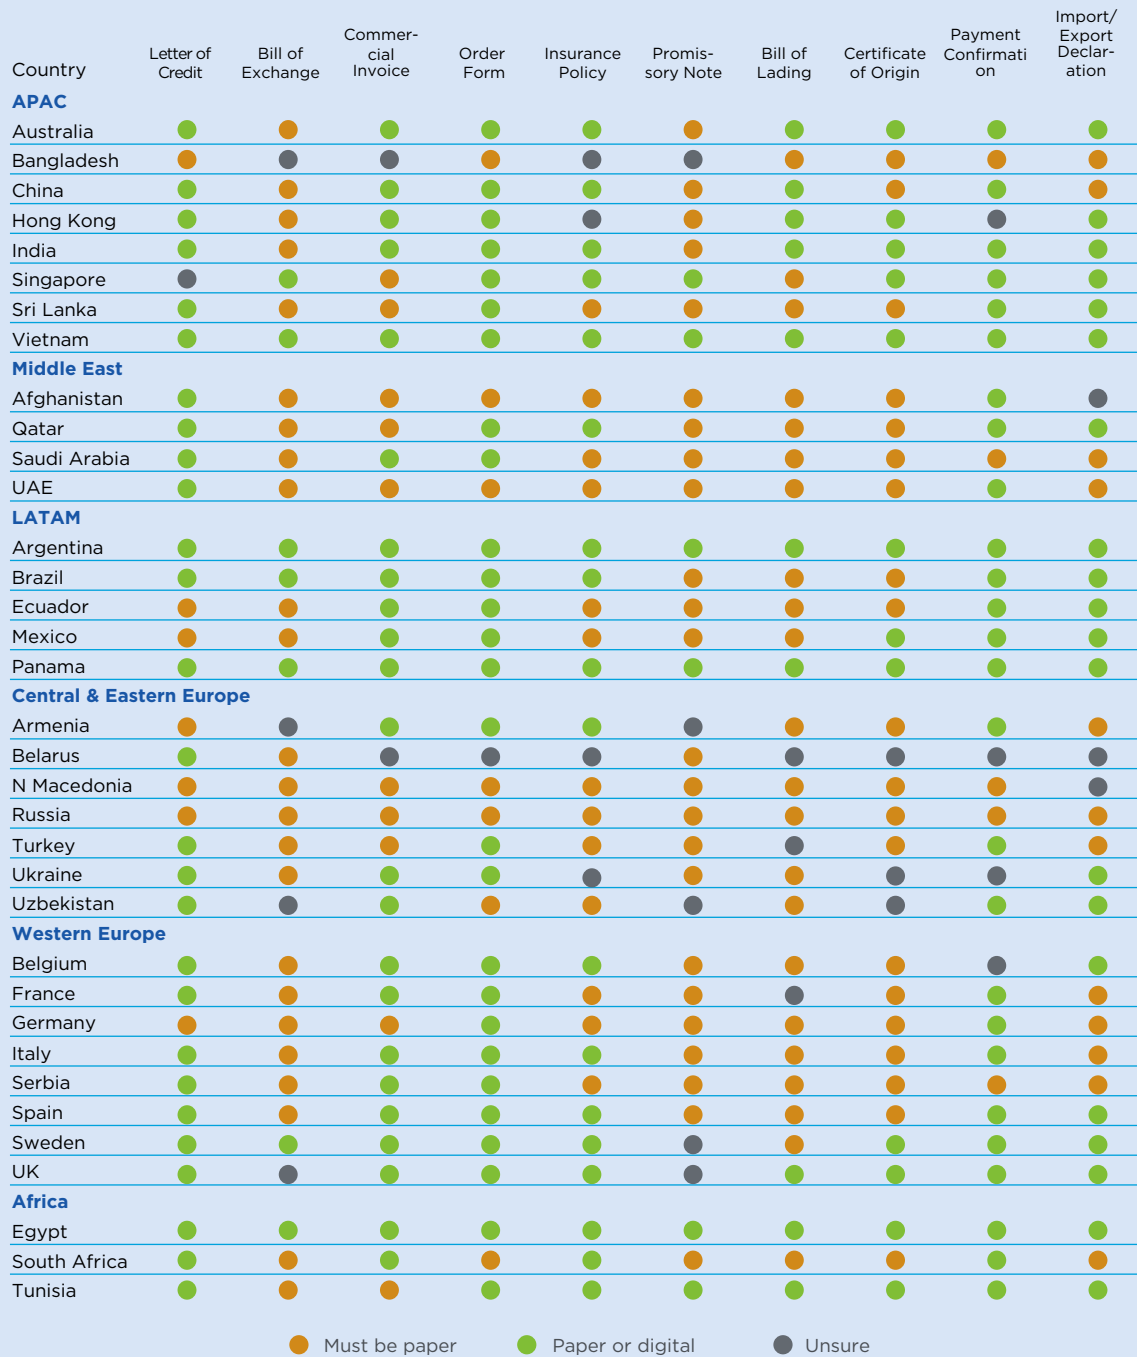 Country
Letter of
Credit
Bill of
Exchange
Commer-
cial
Invoice
Order
Form
Insurance
Policy
Promis-
sory Note
Bill of
Lading
Certificate
of Origin
Payment
Confirmati
on
Import/
Export
Declar-
ation
APAC
Australia
Bangladesh
China
Hong Kong
India
Singapore
Sri Lanka
Vietnam
Middle East
Afghanistan
Qatar
Saudi Arabia
UAE
LATAM
Argentina
Brazil
Ecuador
Mexico
Panama
Central & Eastern Europe
Armenia
Belarus
N Macedonia
Russia
Turkey
Ukraine
Uzbekistan
Western Europe
Belgium
France
Germany
Italy
Serbia
Spain
Sweden
UK
Africa
Egypt
South Africa
Tunisia
Must be paper
Paper or digital
Unsure